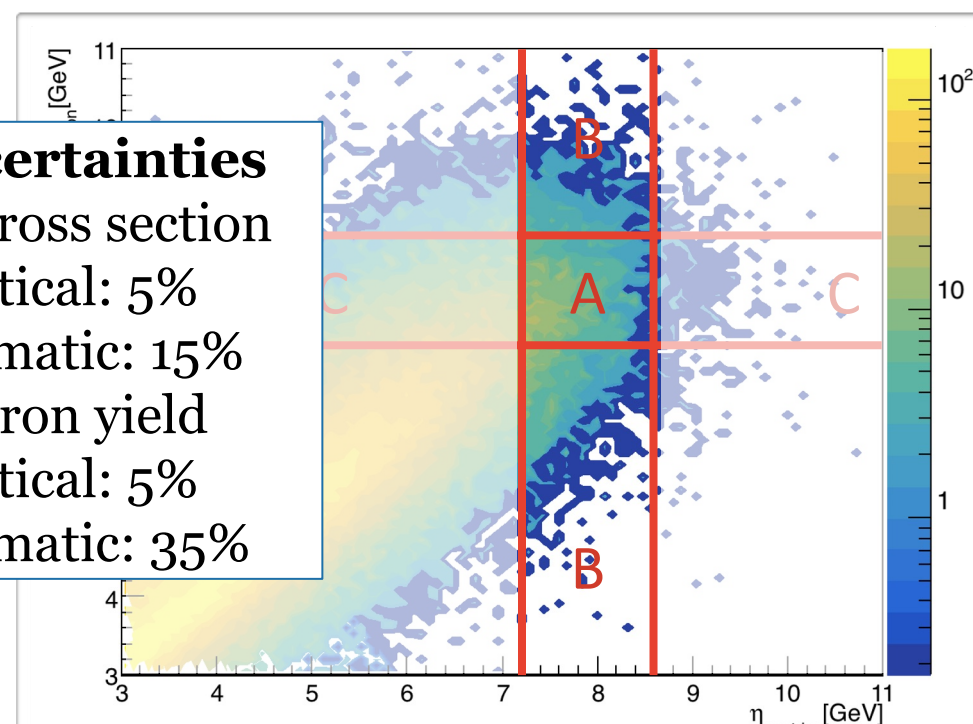 11
[GeV]
certainties
ross section
tical: 5%
matic: 15%
ron yield
tical: 5%
matic: 35%
B
C
A
C
B
4
3
3 4 5 6 7 8 9 10 11
η [GeV]
10²
10
1